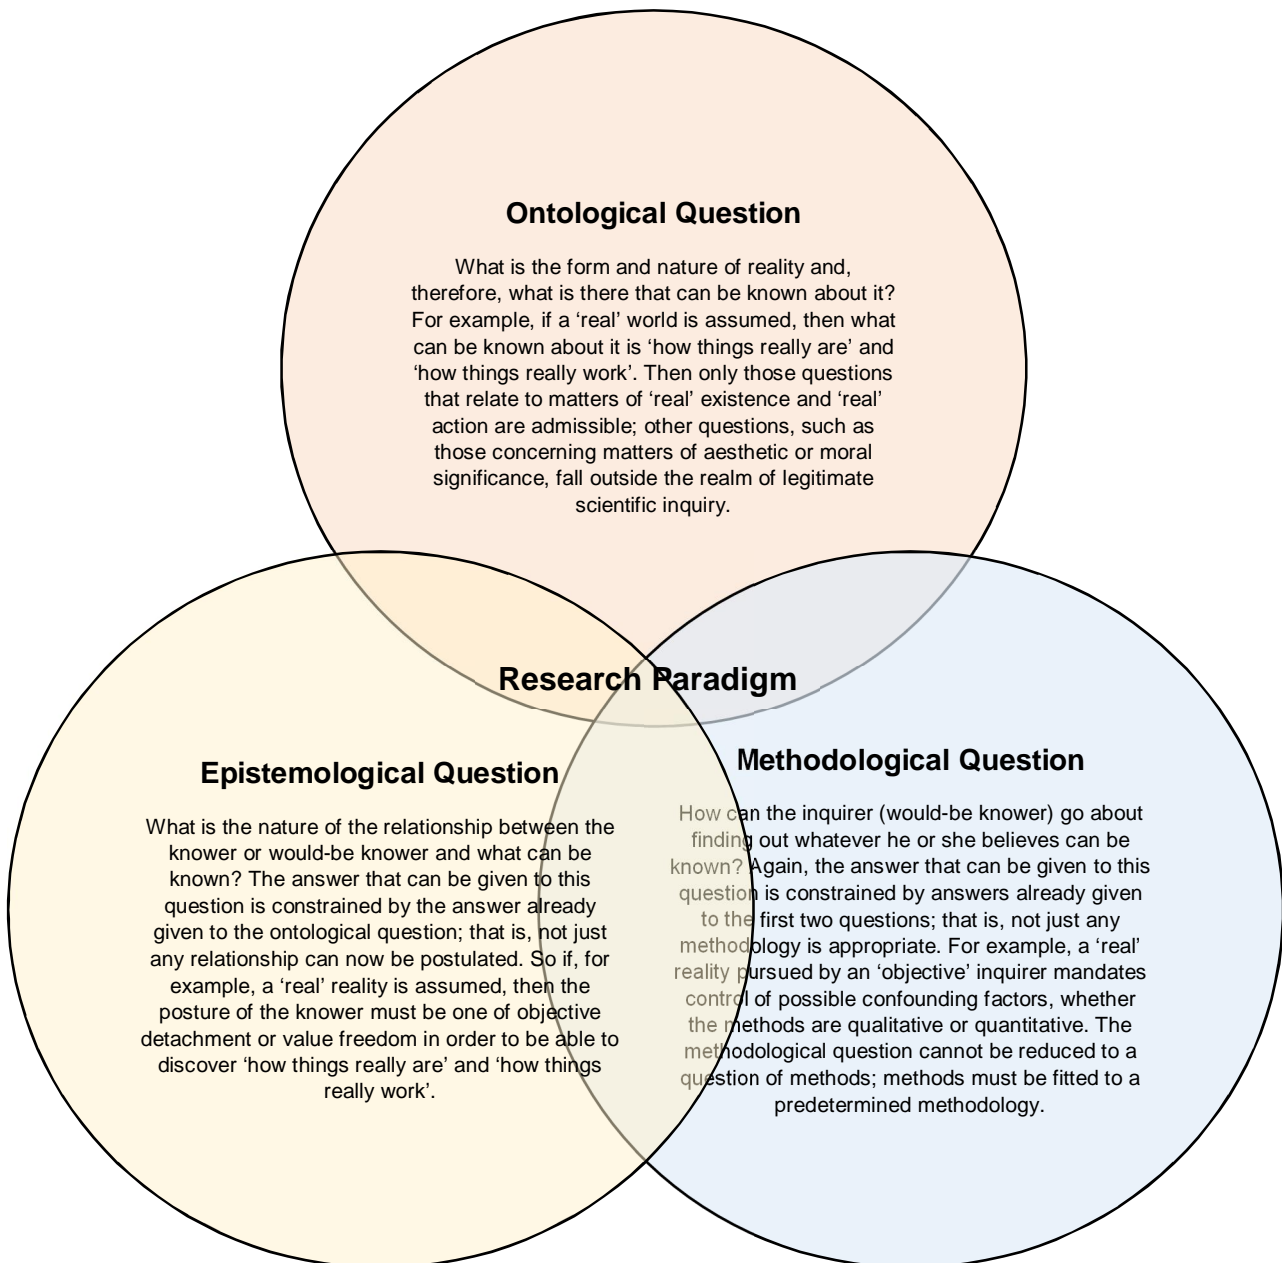 Ontological Question
What is the form and nature of reality and,
therefore, what is there that can be known about it?
For example, if a ‘real’ world is assumed, then what
can be known about it is ‘how things really are’ and
‘how things really work’. Then only those questions
that relate to matters of ‘real’ existence and ‘real’
action are admissible; other questions, such as
those concerning matters of aesthetic or moral
significance, fall outside the realm of legitimate
scientific inquiry.
Research Paradigm
Epistemological Question
What is the nature of the relationship between the
knower or would-be knower and what can be
known? The answer that can be given to this
question is constrained by the answer already
given to the ontological question; that is, not just
any relationship can now be postulated. So if, for
example, a ‘real’ reality is assumed, then the
posture of the knower must be one of objective
detachment or value freedom in order to be able to
discover ‘how things really are’ and ‘how things
really work’.
Methodological Question
How can the inquirer (would-be knower) go about
finding out whatever he or she believes can be
known? Again, the answer that can be given to this
question is constrained by answers already given
to the first two questions; that is, not just any
methodology is appropriate. For example, a ‘real’
reality pursued by an ‘objective’ inquirer mandates
control of possible confounding factors, whether
the methods are qualitative or quantitative. The
methodological question cannot be reduced to a
question of methods; methods must be fitted to a
predetermined methodology.